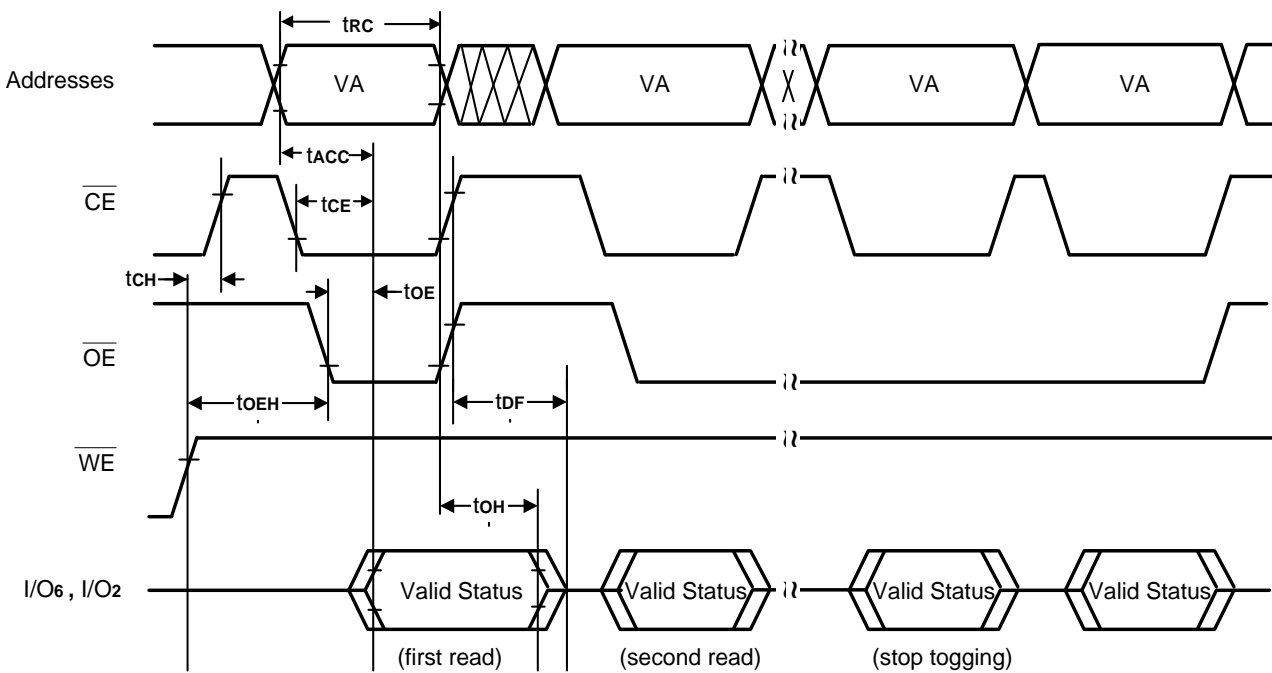 tRC
Addresses VA VA VA VA
tACC
CE
tCE
tCH
tOE
OE
tOEH tDF
WE
tOH
I/O6 , I/O2 Valid Status Valid Status Valid Status Valid Status
(first read) (second read) (stop togging)